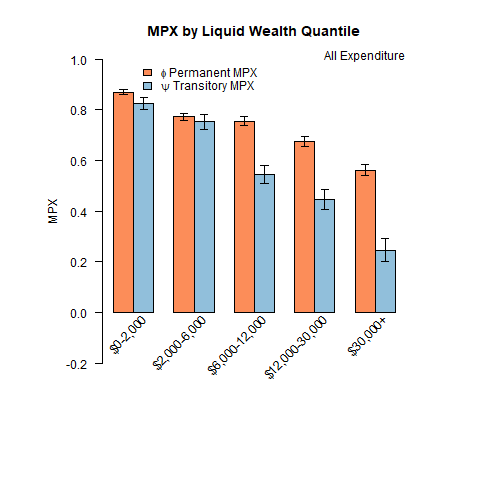 MPX by Liquid Wealth Quantile
All Expenditure
ϕ Permanent MPX
ψ Transitory MPX
MPX
1.0
0.8
0.6
0.4
0.2
0.0
-0.2
$0-2,000
$2,000-6,000
$6,000-12,000
$12,000-30,000
$30,000+